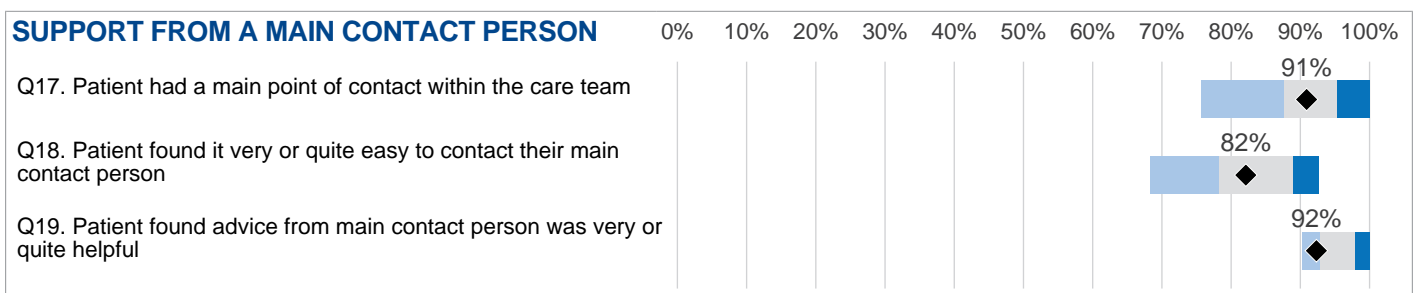 SUPPORT FROM A MAIN CONTACT PERSON 0% 10% 20% 30% 40% 50% 60% 70% 80% 90% 100%
Q17. Patient had a main point of contact within the care team 91%
Q18. Patient found it very or quite easy to contact their main
contact person
82%
Q19. Patient found advice from main contact person was very or
quite helpful
92%